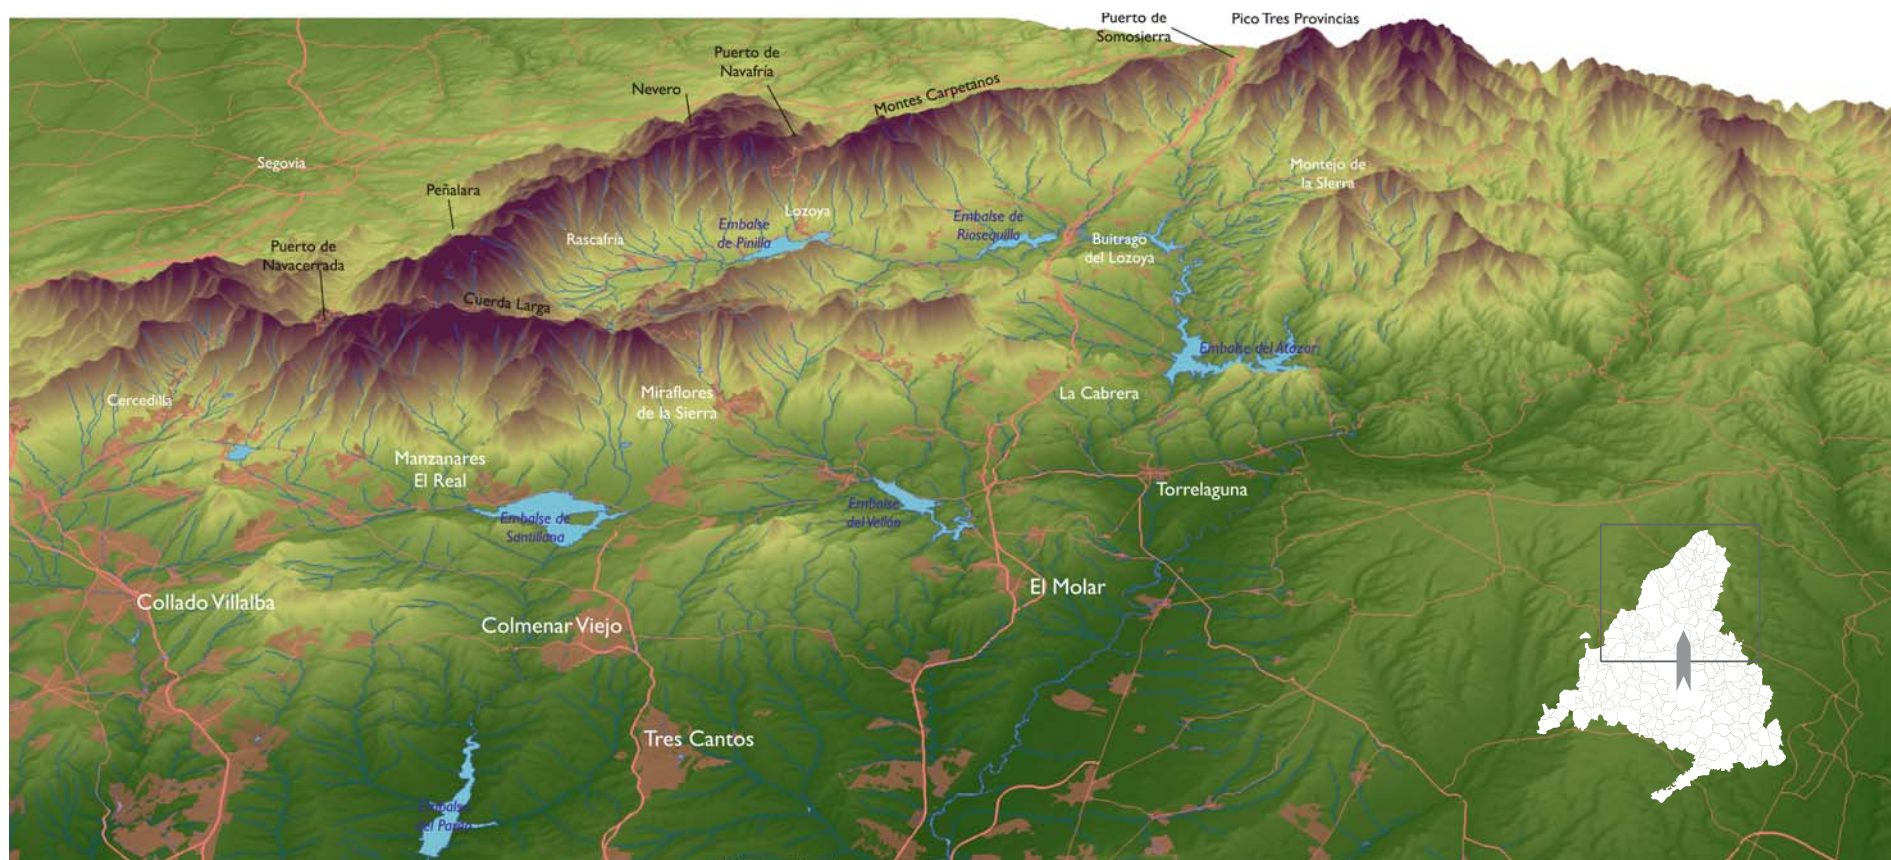 Puerto de
Somosierra
Pico Tres Provincias
Puerto de
Navafría
Nevero
Montes Carpetanos
Segovia
Montejo de
la SIerra
Peñalara
Lozoya
Embalse
de Pinilla
Embalse de
Riosequillo
Rascafría
Buitrago
del Lozoya
Puerto de
Navacerrada
Cuerda Larga
Embalse del Atazar
Cercedilla
Miraflores
de la Sierra
La Cabrera
Manzanares
El Real
Torrelaguna
Embalse de
Santillana
Embalse
del Vellón
El Molar
Collado Villalba
Colmenar Viejo
Tres Cantos
Embalse
del Pardo